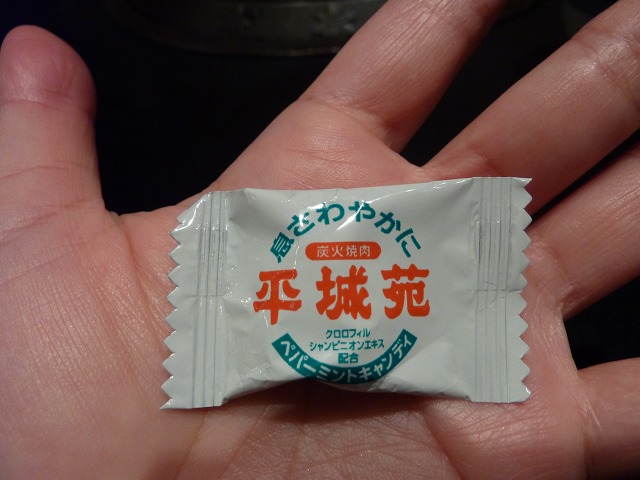 息さわやかに
炭火焼肉
平城苑
クロロフィル
シャンピニオンエキス
配合
ペパーミントキャンディ